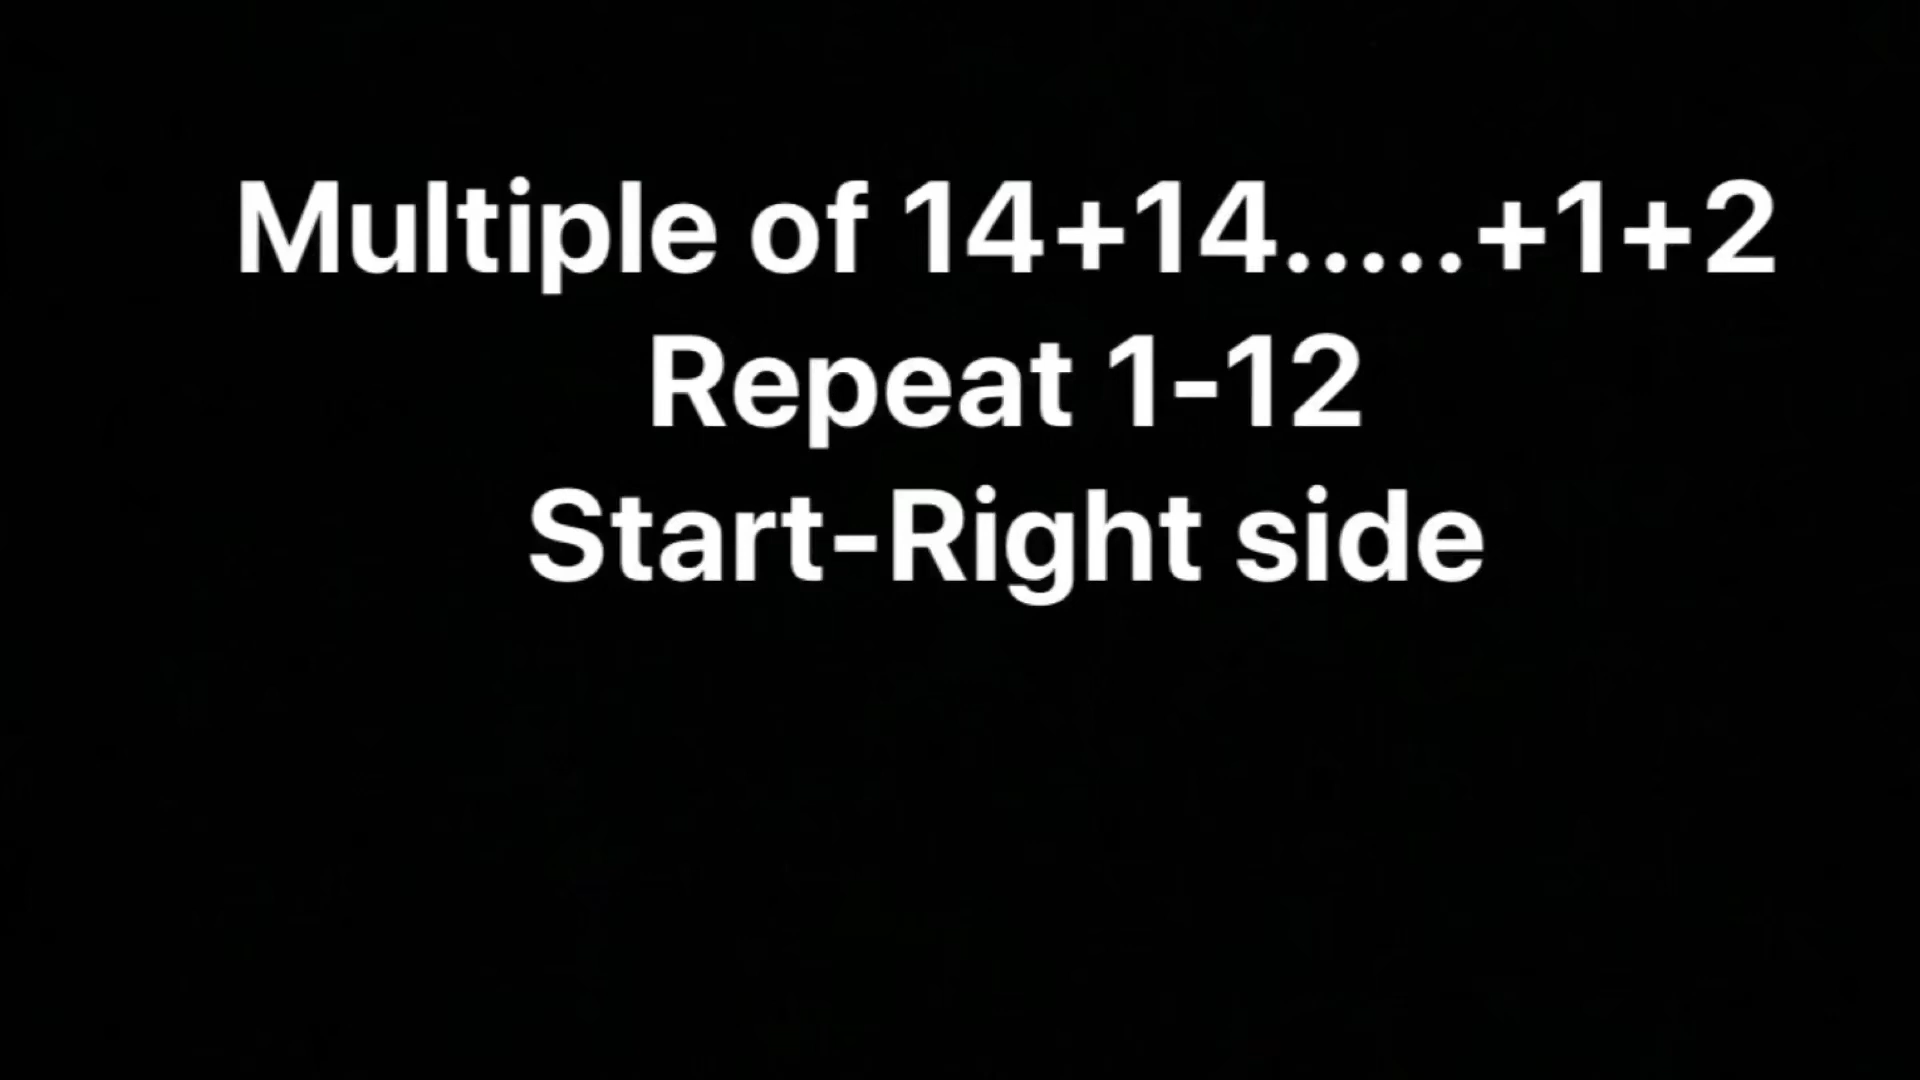 Multiple of 14+14.....+1+2
Repeat 1-12
Start-Right side